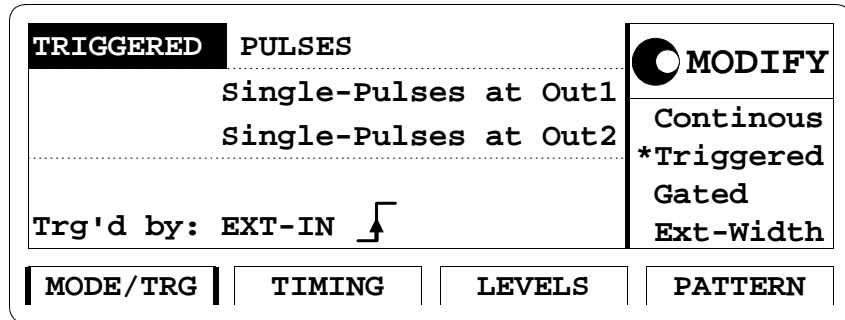 TRIGGERED PULSES
Single-Pulses at Out1
Single-Pulses at Out2
Trg'd by: EXT-IN
MODIFY
Continous
*Triggered
Gated
Ext-Width
MODE/TRG TIMING LEVELS PATTERN